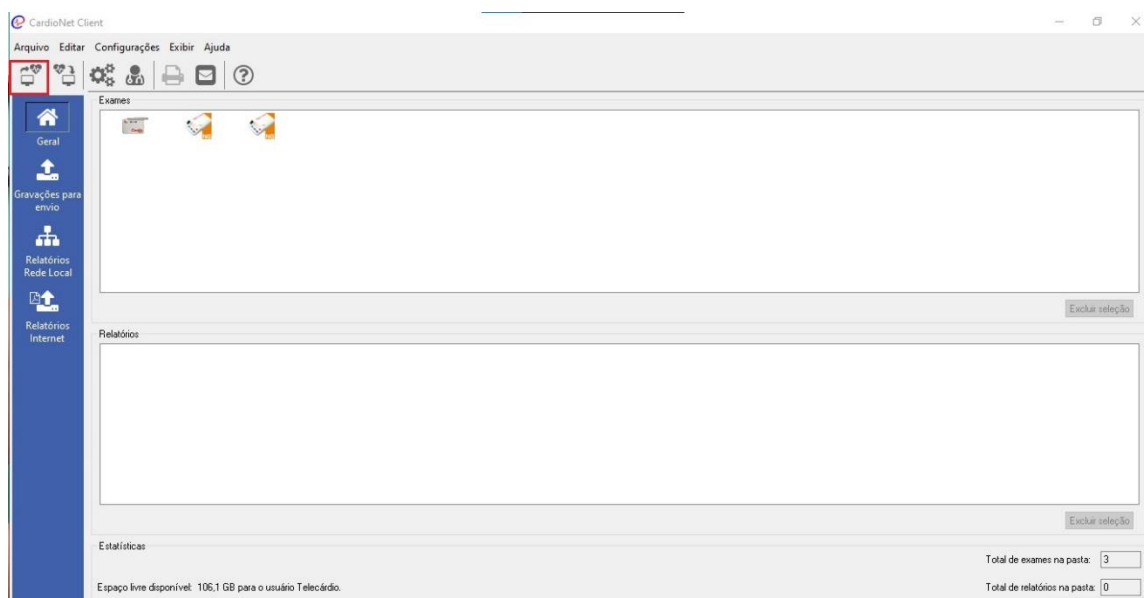 CardioNet Client
Arquivo Editar Configurações Exibir Ajuda
Exames
Geral
Gravações para
envio
Relatórios
Rede Local
Relatórios
Internet
Excluir seleção
Relatórios
Excluir seleção
Estatísticas
Total de exames na pasta: 3
Espaço livre disponível: 106,1 GB para o usuário Telecárdio.
Total de relatórios na pasta: 0